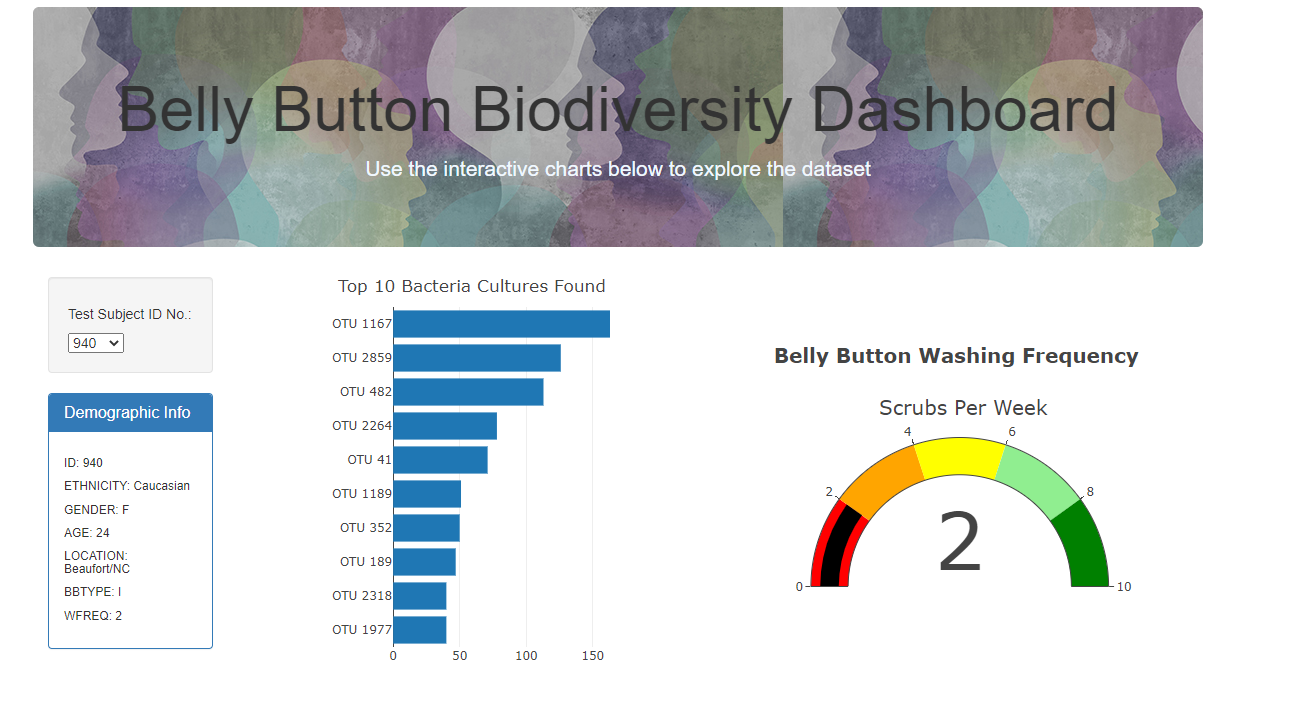 Belly Button Biodiversity Dashboard
Use the interactive charts below to explore the dataset
Test Subject ID No.:
940
Demographic Info
ID: 940
ETHNICITY: Caucasian
GENDER: F
AGE: 24
LOCATION:
Beaufort/NC
BBTYPE: I
WFREQ: 2
Top 10 Bacteria Cultures Found
OTU 1167
OTU 2859
OTU 482
OTU 2264
OTU 41
OTU 1189
OTU 352
OTU 189
OTU 2318
OTU 1977
0 50 100 150
Belly Button Washing Frequency
Scrubs Per Week
4 6
2 8
2
0 10